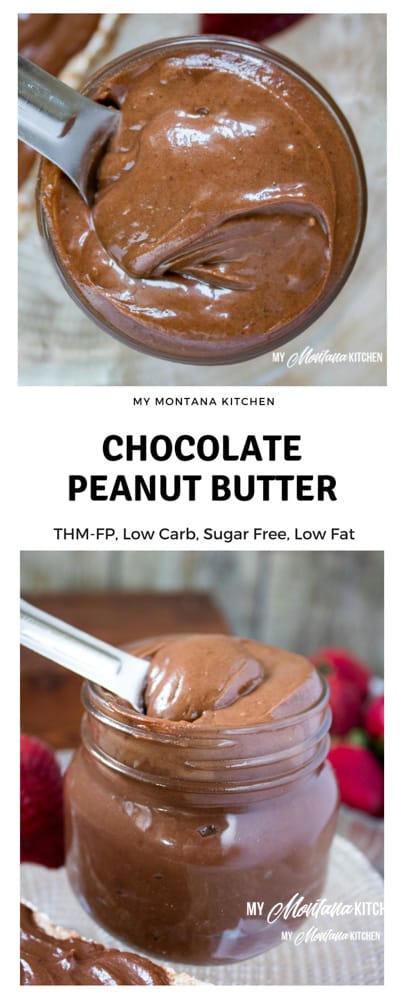 MY Montana KITCHEN
MY MONTANA KITCHEN
CHOCOLATE
PEANUT BUTTER
THM-FP, Low Carb, Sugar Free, Low Fat
MY Montana KITCH
MY Montana KITCHEN